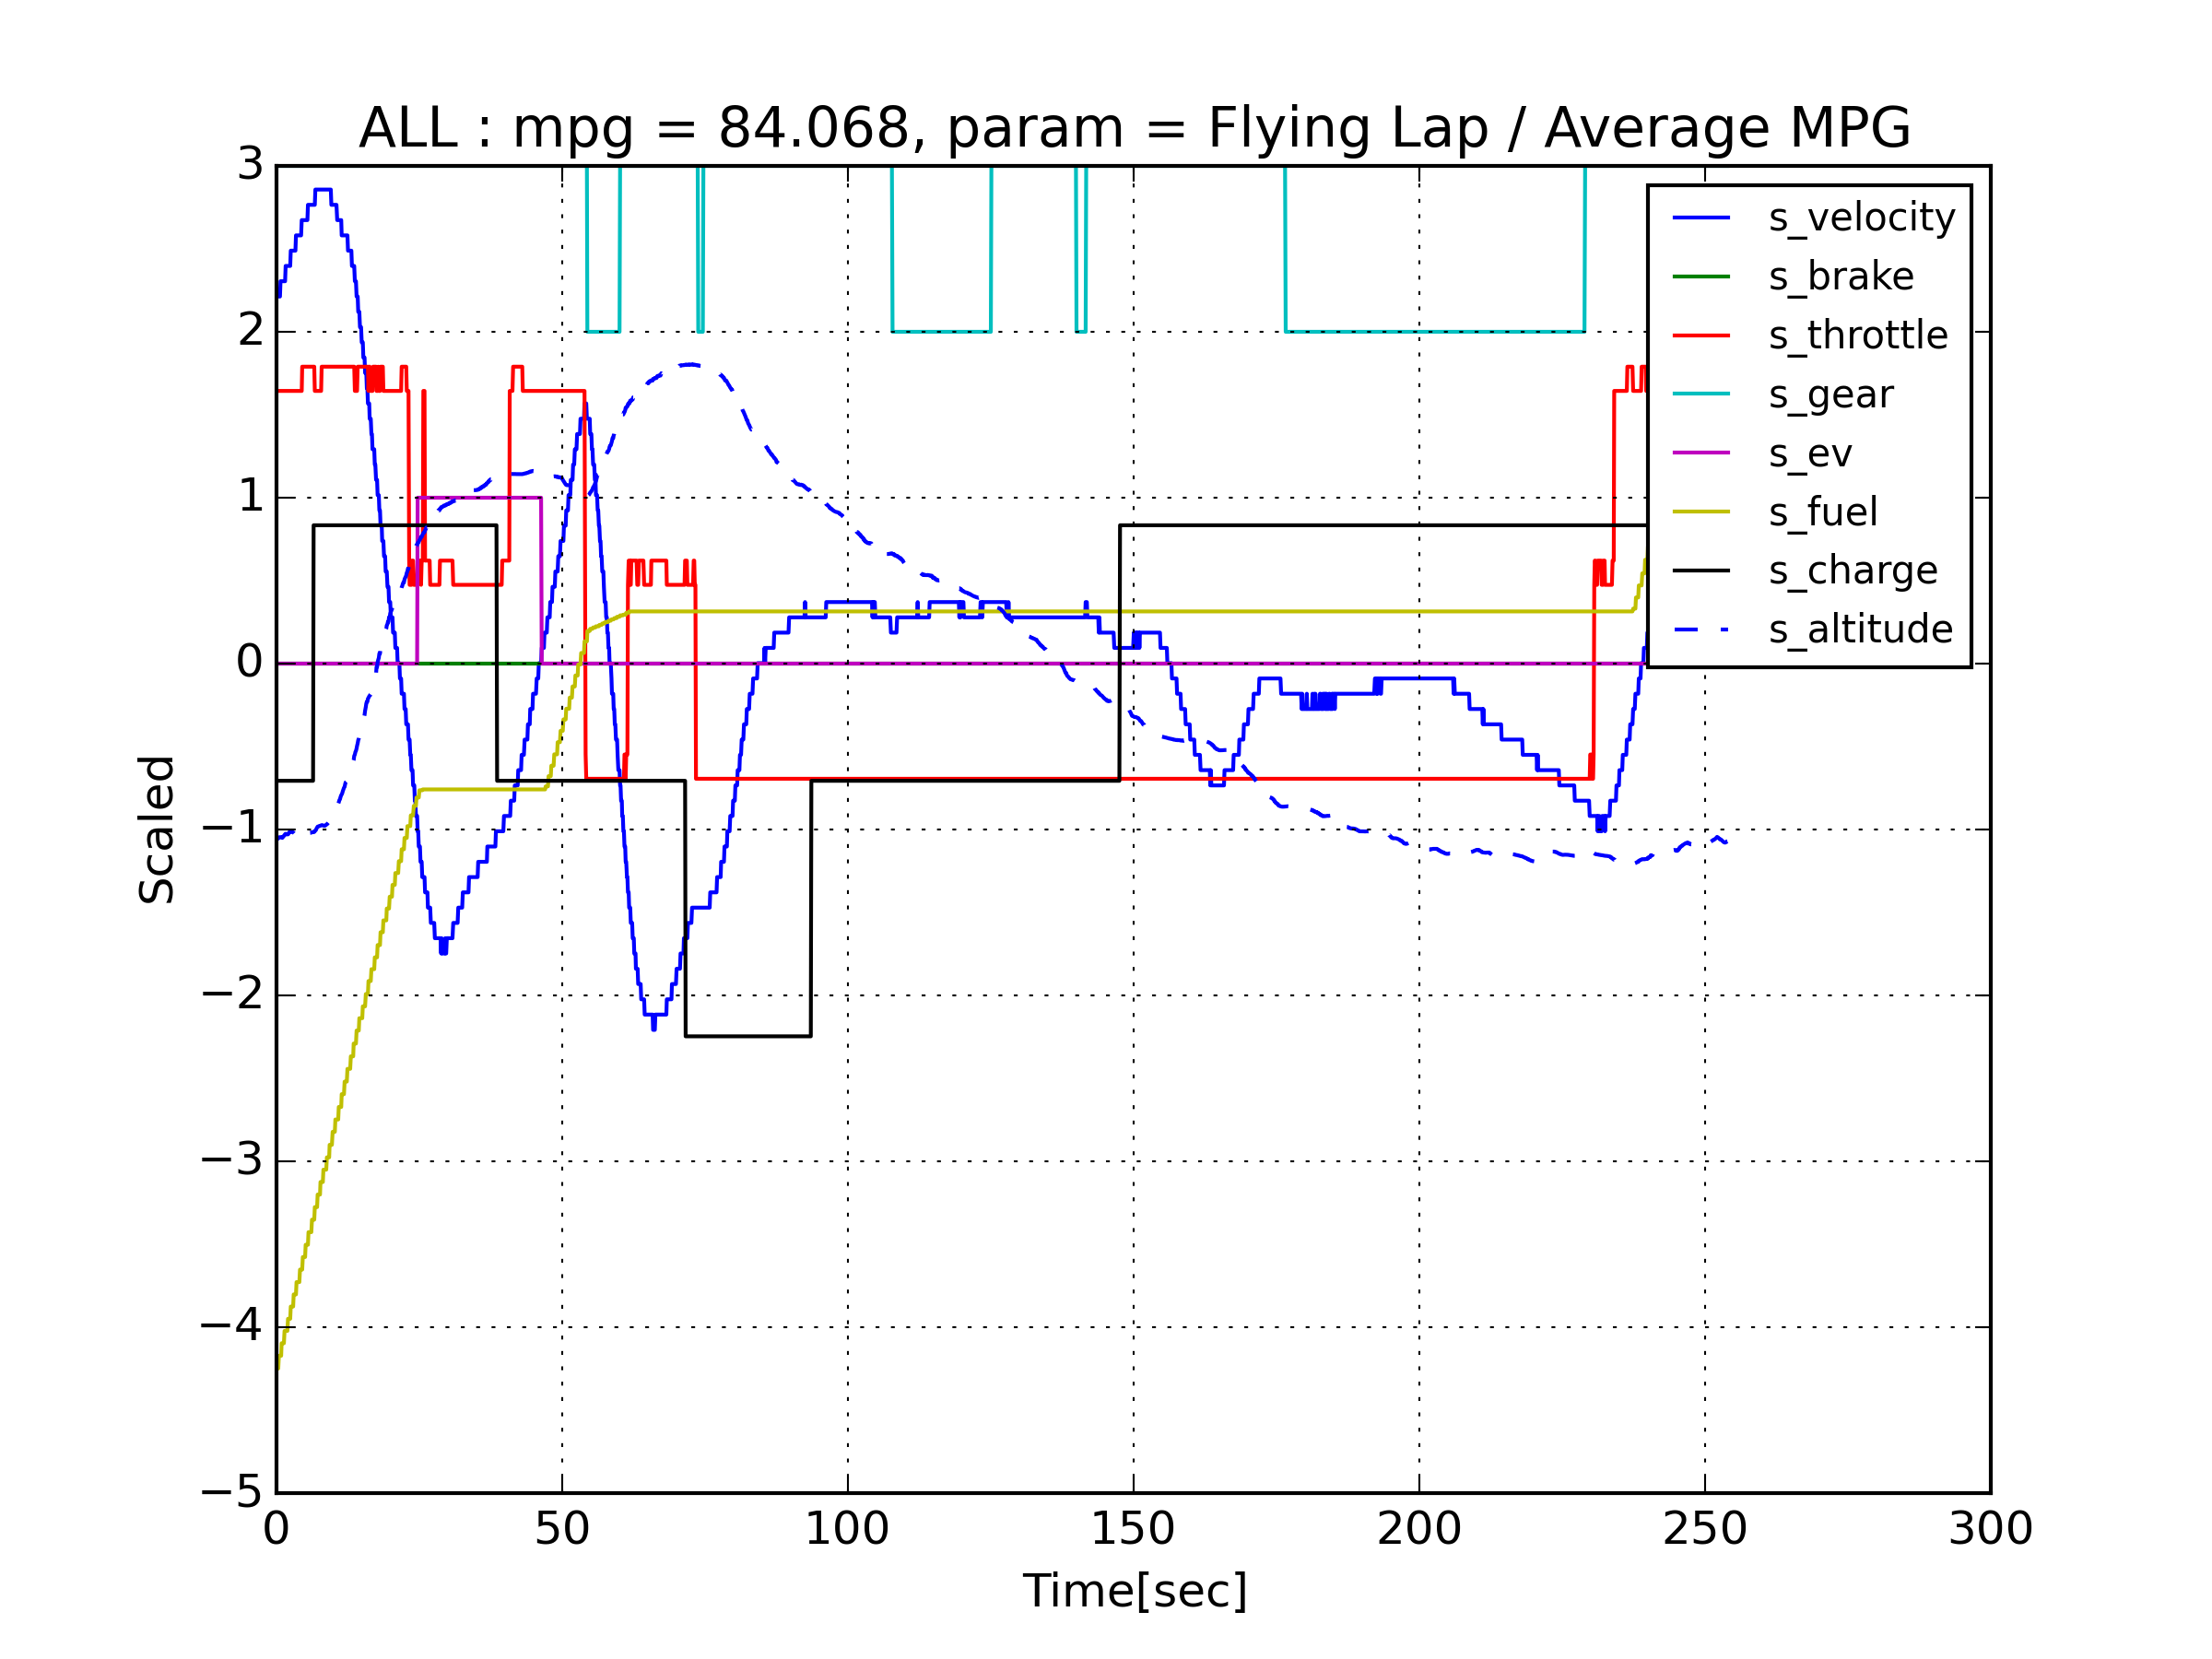 ALL : mpg = 84.068, param = Flying Lap / Average MPG
3
2
1
0
−1
−2
−3
−4
−5
Scaled
s_velocity
s_brake
s_throttle
s_gear
s_ev
s_fuel
s_charge
s_altitude
0 50 100 150 200 250 300
Time[sec]